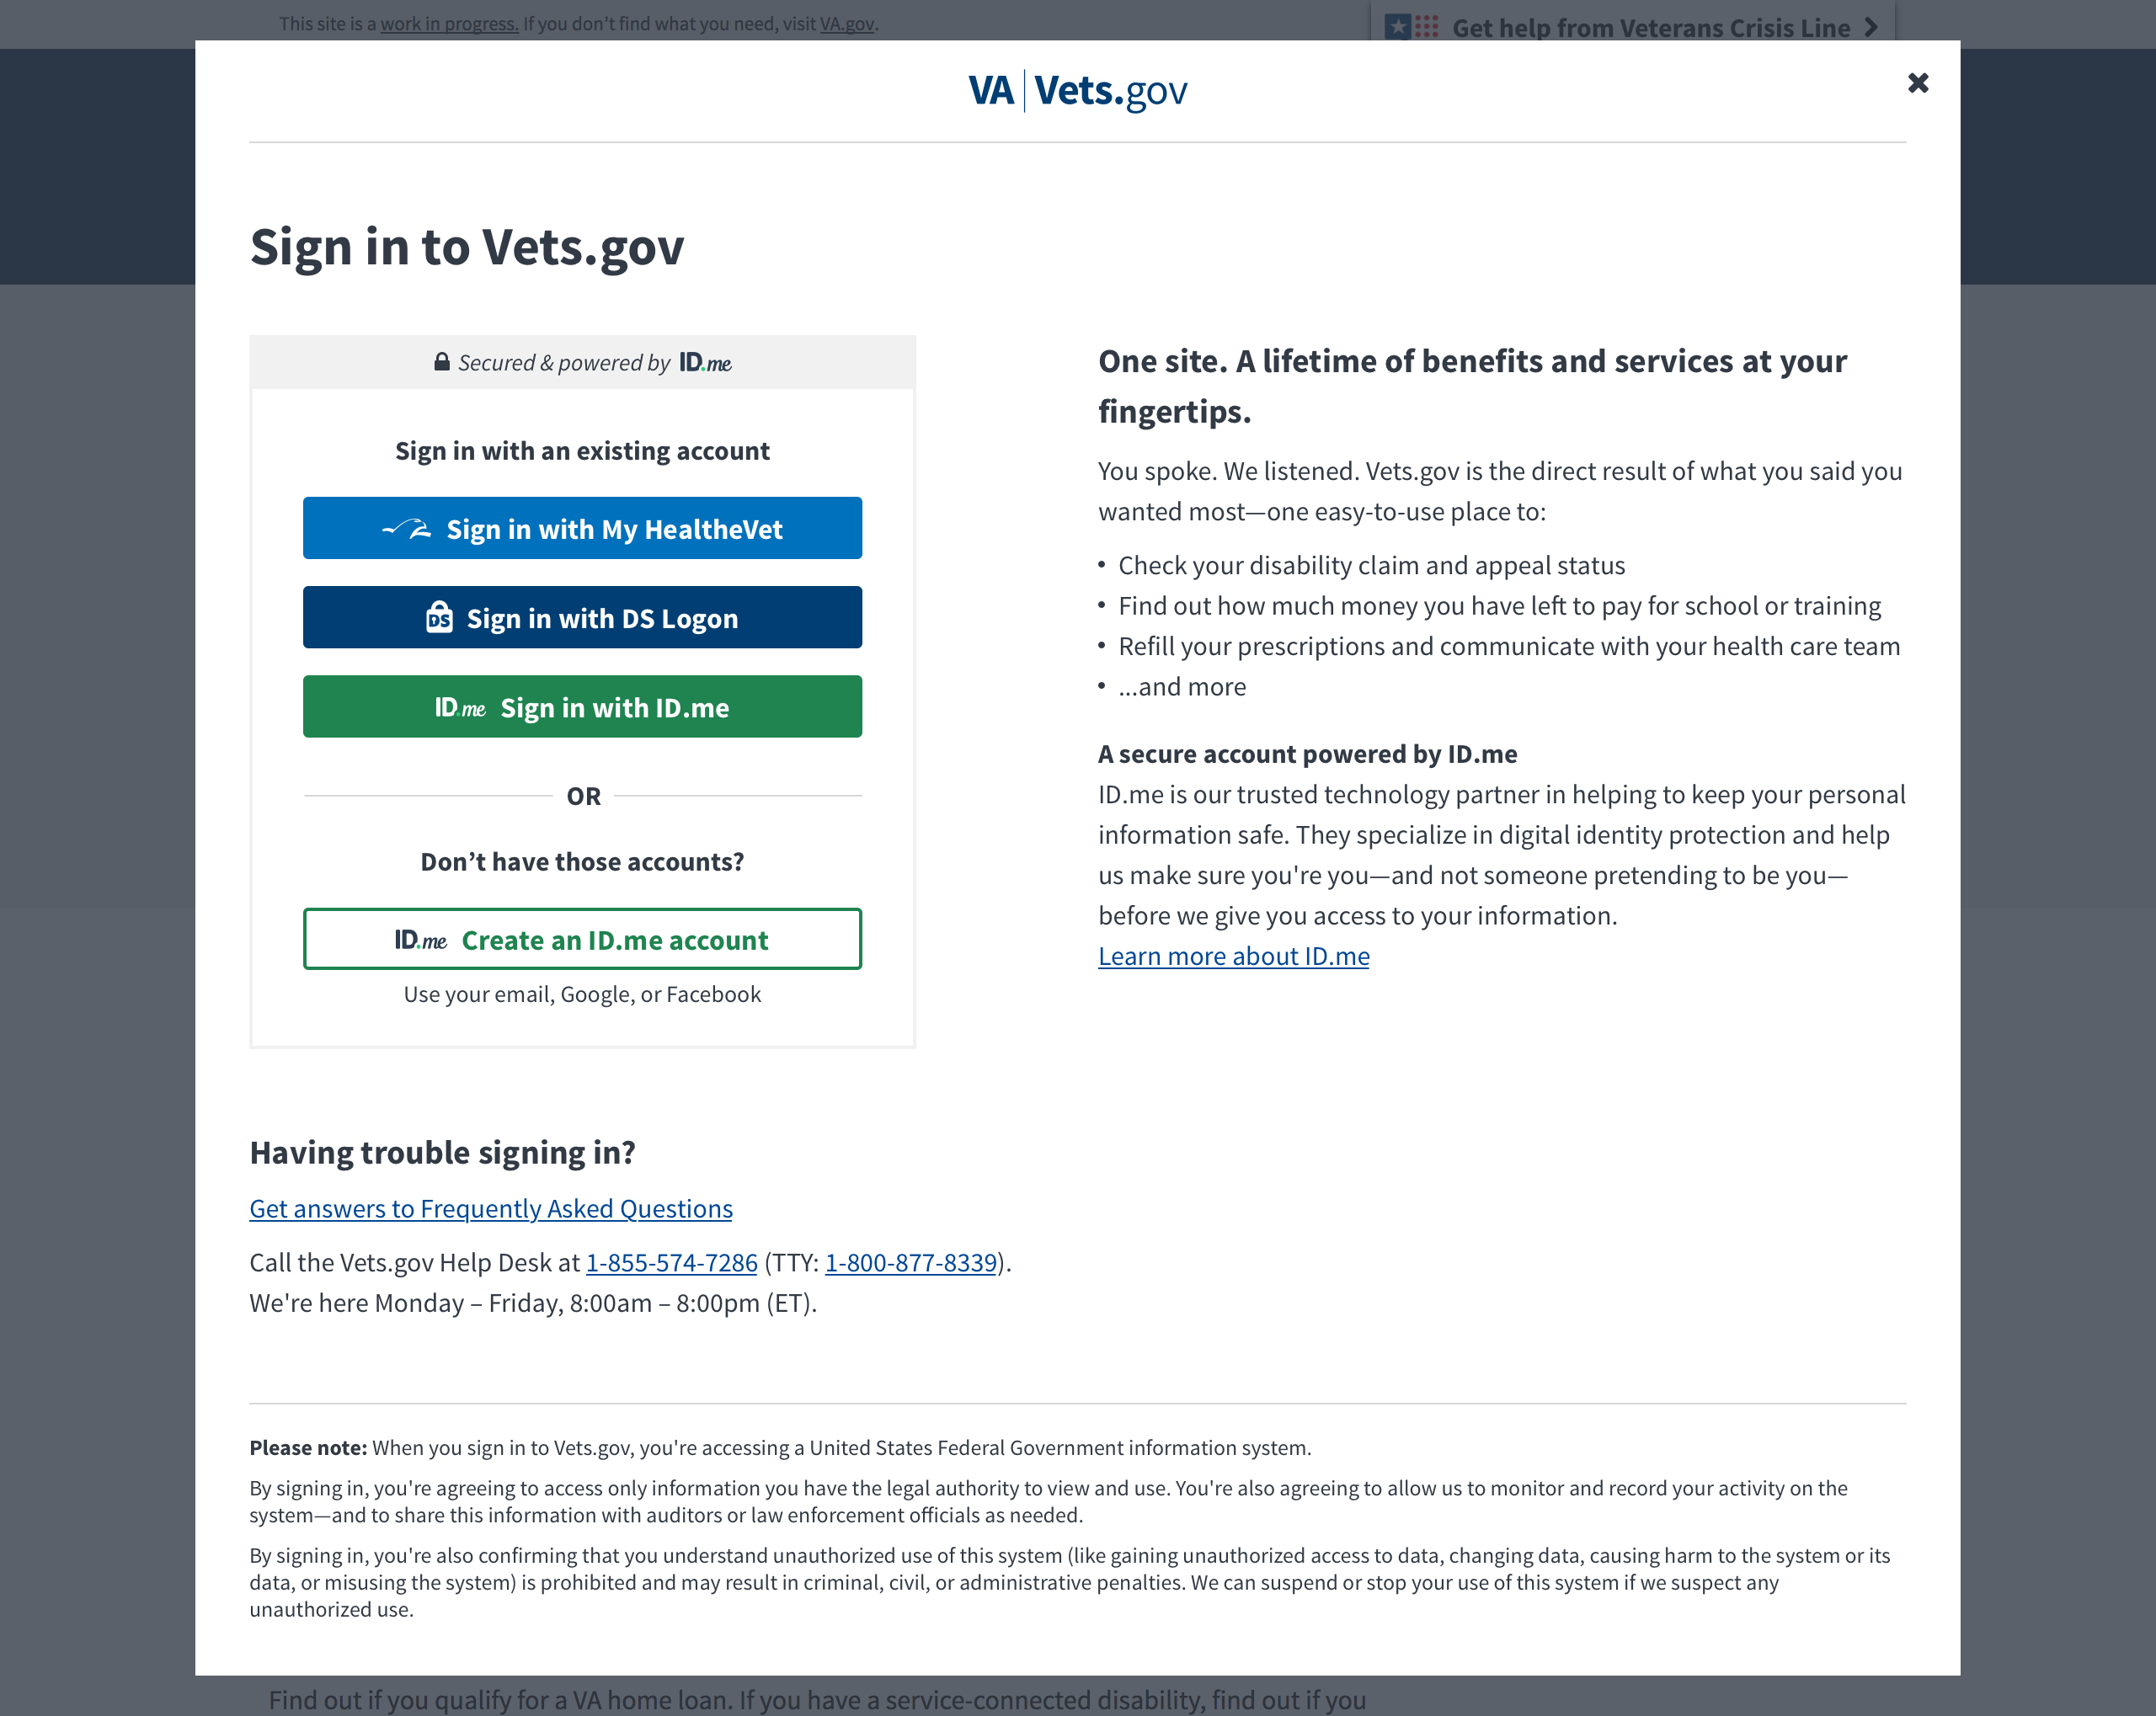 This site is a work in progress. If you don’t find what you need, visit VA.gov.
Get help from Veterans Crisis Line
VA | Vets.gov
Sign in to Vets.gov
Secured & powered by ID.me
Sign in with an existing account
Sign in with My HealtheVet
DS Sign in with DS Logon
ID.me Sign in with ID.me
OR
Don’t have those accounts?
ID.me Create an ID.me account
Use your email, Google, or Facebook
One site. A lifetime of benefits and services at your
fingertips.
You spoke. We listened. Vets.gov is the direct result of what you said you
wanted most—one easy-to-use place to:
• Check your disability claim and appeal status
• Find out how much money you have left to pay for school or training
• Refill your prescriptions and communicate with your health care team
• ...and more
A secure account powered by ID.me
ID.me is our trusted technology partner in helping to keep your personal
information safe. They specialize in digital identity protection and help
us make sure you're you—and not someone pretending to be you—
before we give you access to your information.
Learn more about ID.me
Having trouble signing in?
Get answers to Frequently Asked Questions
Call the Vets.gov Help Desk at 1-855-574-7286 (TTY: 1-800-877-8339).
We're here Monday – Friday, 8:00am – 8:00pm (ET).
Please note: When you sign in to Vets.gov, you're accessing a United States Federal Government information system.
By signing in, you're agreeing to access only information you have the legal authority to view and use. You're also agreeing to allow us to monitor and record your activity on the
system—and to share this information with auditors or law enforcement officials as needed.
By signing in, you're also confirming that you understand unauthorized use of this system (like gaining unauthorized access to data, changing data, causing harm to the system or its
data, or misusing the system) is prohibited and may result in criminal, civil, or administrative penalties. We can suspend or stop your use of this system if we suspect any
unauthorized use.
Find out if you qualify for a VA home loan. If you have a service-connected disability, find out if you